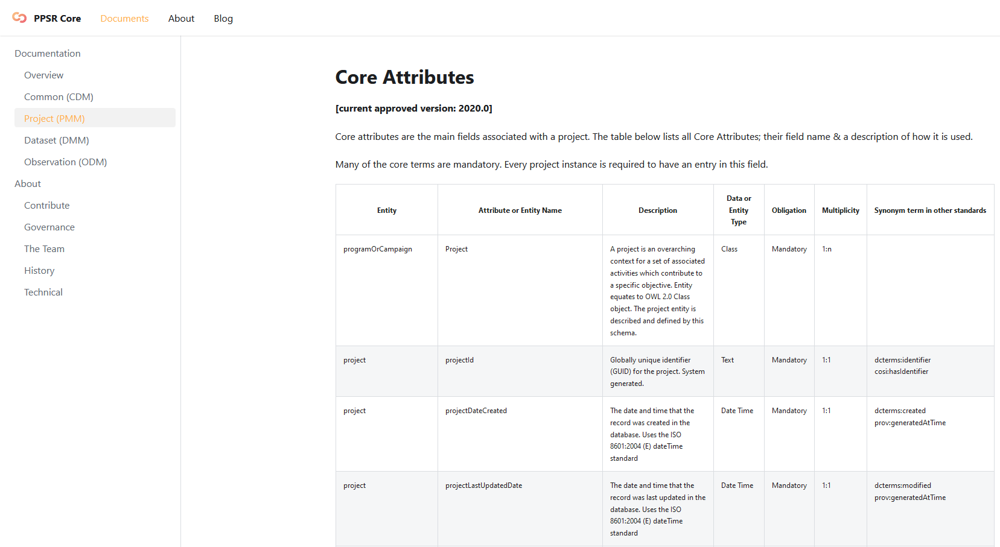 PPSR Core Documents About Blog
Documentation
Overview
Common (CDM)
Project (PMM)
Dataset (DMM)
Observation (ODM)
About
Contribute
Governance
The Team
History
Technical
Core Attributes
[current approved version: 2020.0]
Core attributes are the main fields associated with a project. The table below lists all Core Attributes; their field name & a description of how it is used.
Many of the core terms are mandatory. Every project instance is required to have an entry in this field.
Entity
Attribute or Entity Name
Description
Data or
Entity
Type
Obligation
Multiplicity
Synonym term in other standards
programOrCampaign
Project
A project is an overarching
context for a set of associated
activities which contribute to
a specific objective. Entity
equates to OWL 2.0 Class
object. The project entity is
described and defined by this
schema.
Class
Mandatory
1:n
project
projectId
Globally unique identifier
(GUID) for the project. System
generated.
Text
Mandatory
1:1
dcterms:identifier
cosi:hasIdentifier
project
projectDateCreated
The date and time that the
record was created in the
database. Uses the ISO
8601:2004 (E) dateTime
standard
Date Time
Mandatory
1:1
dcterms:created
prov:generatedAtTime
project
projectLastUpdatedDate
The date and time that the
record was last updated in the
database. Uses the ISO
8601:2004 (E) dateTime
standard
Date Time
Mandatory
1:1
dcterms:modified
prov:generatedAtTime